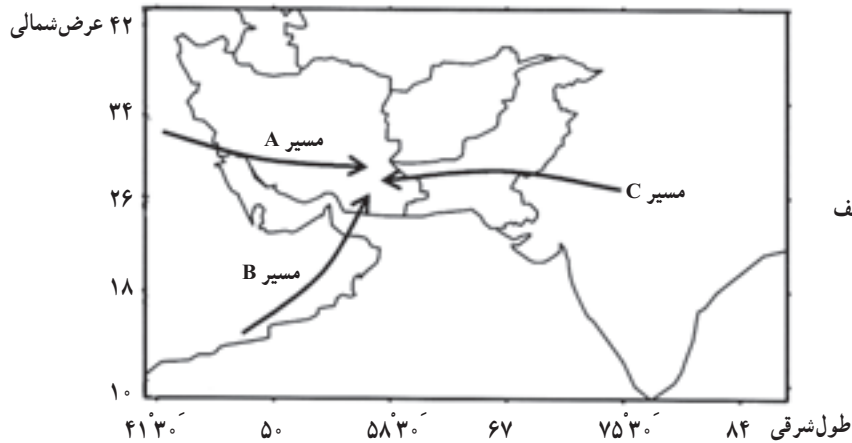 عرض شمالی ۴۲
۳۴
مسیر A
۲۶
مسیر C
ف
مسیر B
۱۸
۱۰
۴۱°۳۰′ ۵۰ ۵۸°۳۰′ ۶۷ ۷۵°۳۰′ ۸۴ طول شرقی